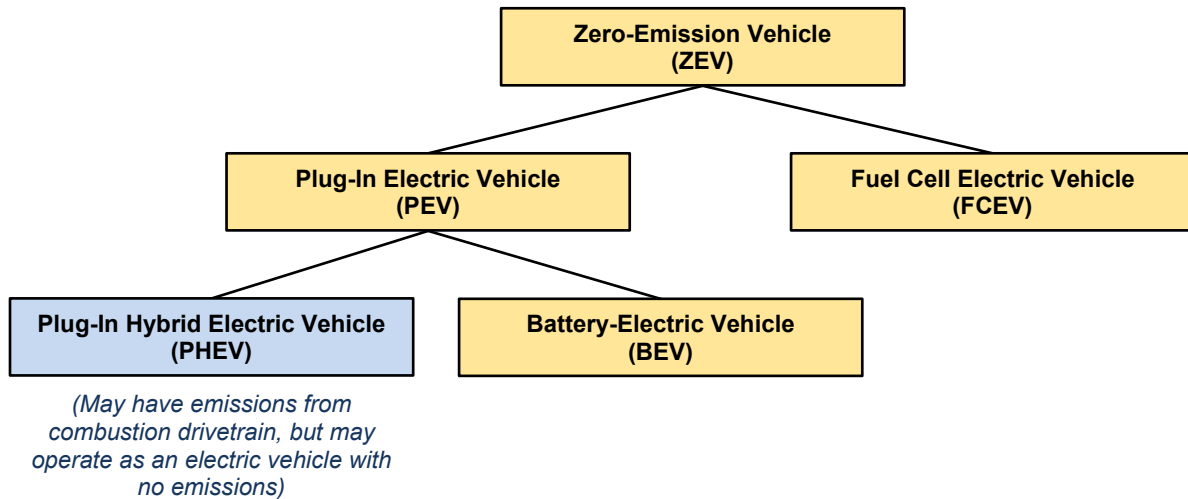 Zero-Emission Vehicle
(ZEV)
Plug-In Electric Vehicle
(PEV)
Fuel Cell Electric Vehicle
(FCEV)
Plug-In Hybrid Electric Vehicle
(PHEV)
Battery-Electric Vehicle
(BEV)
(May have emissions from
combustion drivetrain, but may
operate as an electric vehicle with
no emissions)